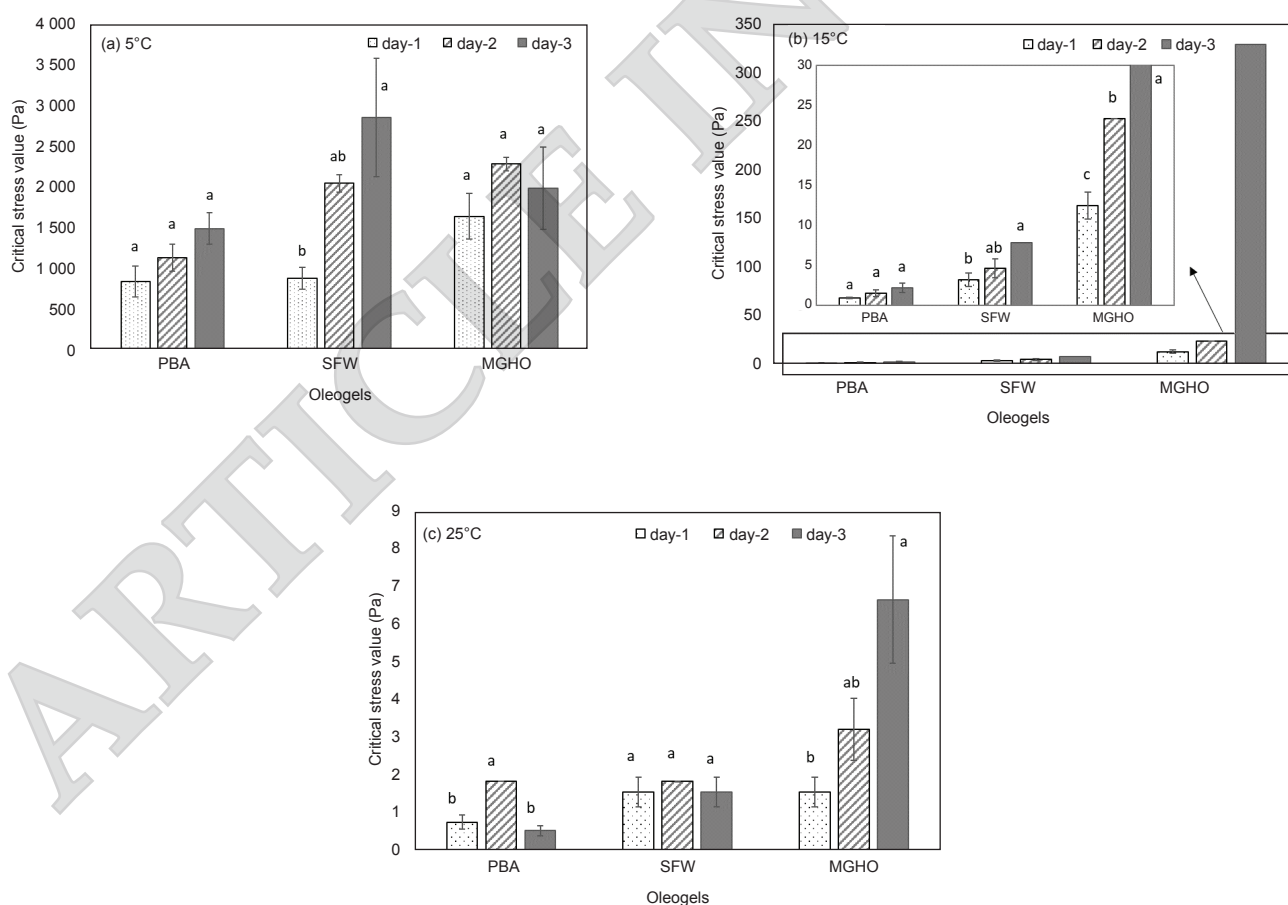 4 000
3 500
3 000
2 500
2 000
1 500
1 000
500
0
Critical stress value (Pa)
(a) 5°C
day-1 day-2 day-3
a a a
b ab a
a a a
PBA SFW MGHO
Oleogels
350
300
250
200
150
100
50
0
Critical stress value (Pa)
(b) 15°C
day-1 day-2 day-3
30
25
20
15
10
5
0
a a a
b ab a
c b a
PBA SFW MGHO
PBA SFW MGHO
Oleogels
9
8
7
6
5
4
3
2
1
0
Critical stress value (Pa)
(c) 25°C
day-1 day-2 day-3
b a b
a a a
b ab a
PBA SFW MGHO
Oleogels
ARTICLE IN